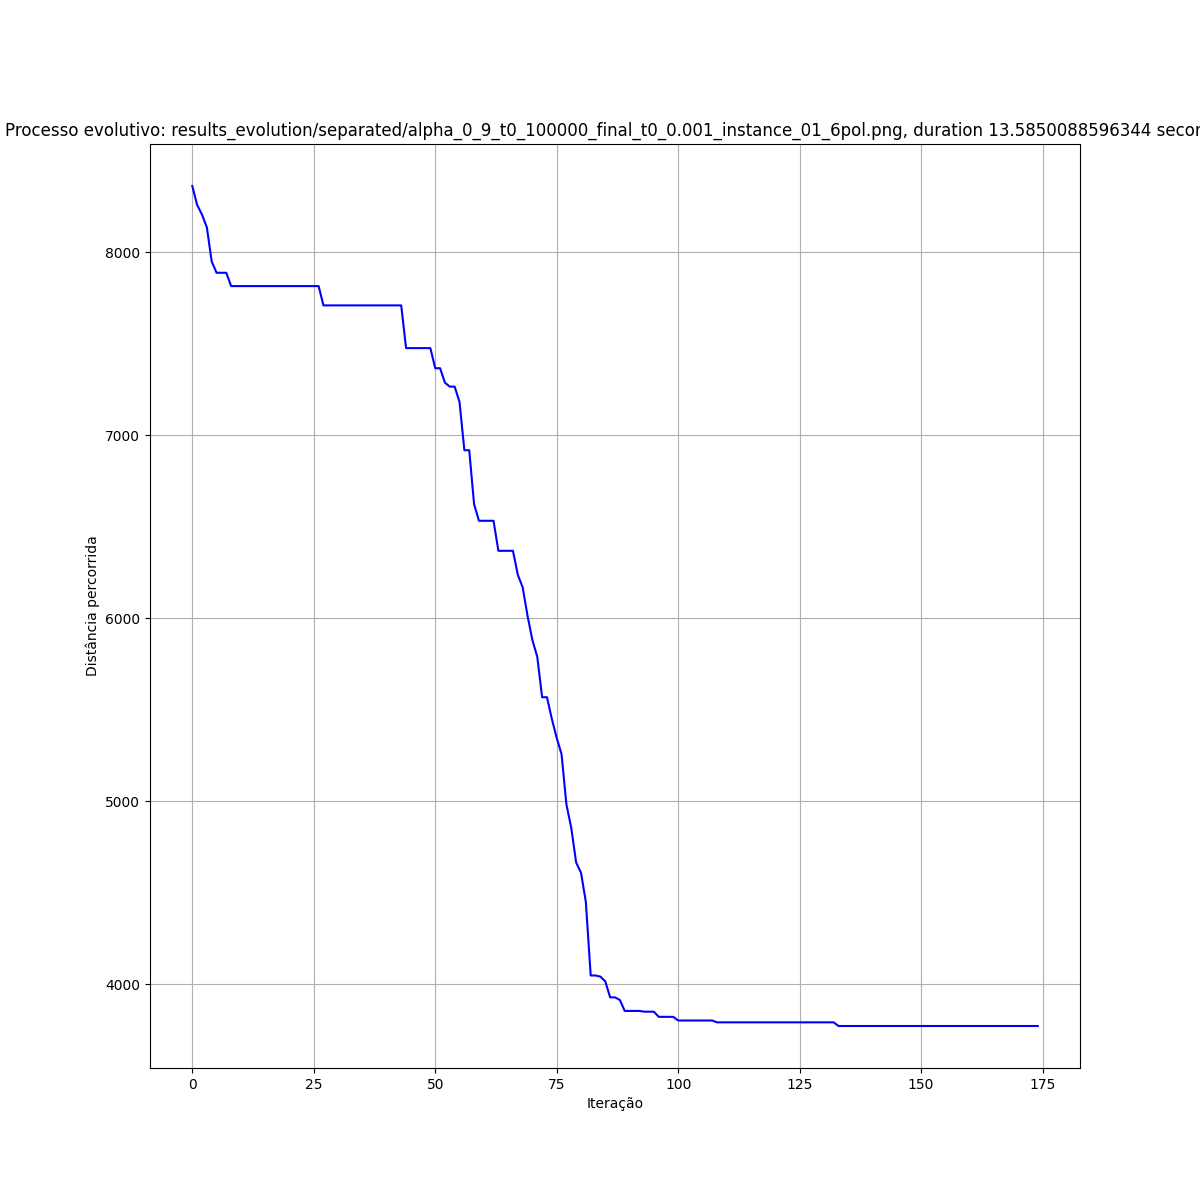 Processo evolutivo: results_evolution/separated/alpha_0_9_t0_100000_final_t0_0.001_instance_01_6pol.png, duration 13.5850088596344 secon
8000
7000
6000
5000
4000
Distância percorrida
0 25 50 75 100 125 150 175
Iteração